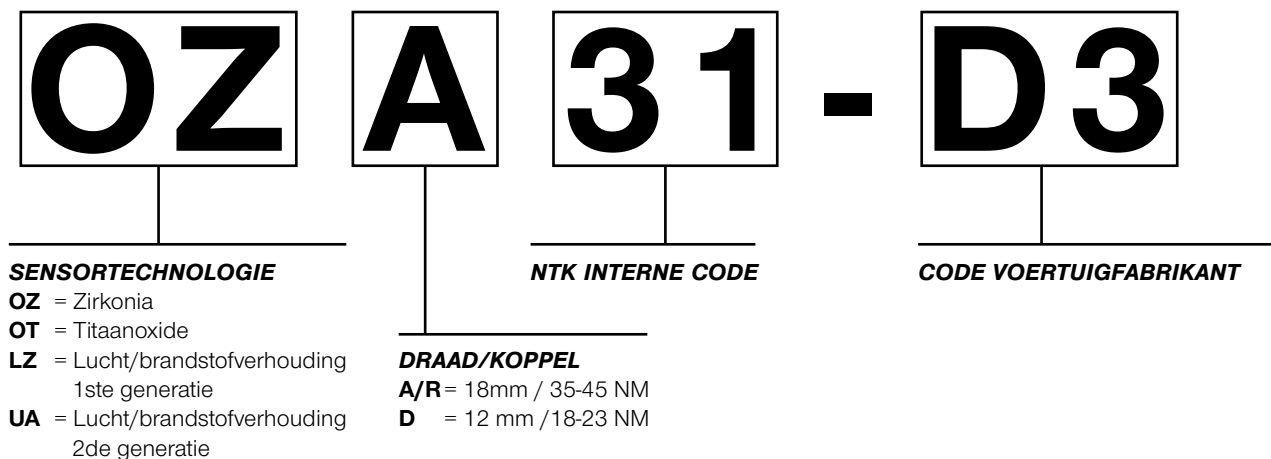 OZ A 31 - D3
SENSORTECHNOLOGIE
OZ = Zirkonia
OT = Titaanoxide
LZ = Lucht/brandstofverhouding
1ste generatie
UA = Lucht/brandstofverhouding
2de generatie
DRAAD/KOPPEL
A/R= 18mm / 35-45 NM
D = 12 mm /18-23 NM
NTK INTERNE CODE
CODE VOERTUIGFABRIKANT